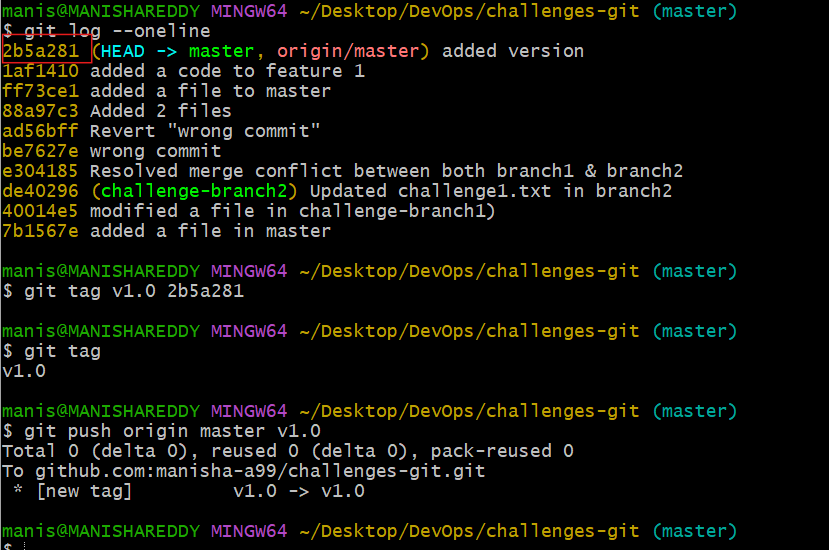 manis@MANISHAREDDY MINGW64 ~/Desktop/DevOps/challenges-git (master)
$ git log --oneline
2b5a281 (HEAD -> master, origin/master) added version
1af1410 added a code to feature 1
ff73ce1 added a file to master
88a97c3 Added 2 files
ad56bff Revert "wrong commit"
be7627e wrong commit
e304185 Resolved merge conflict between both branch1 & branch2
de40296 (challenge-branch2) Updated challenge1.txt in branch2
40014e5 modified a file in challenge-branch1)
7b1567e added a file in master
manis@MANISHAREDDY MINGW64 ~/Desktop/DevOps/challenges-git (master)
$ git tag v1.0 2b5a281
manis@MANISHAREDDY MINGW64 ~/Desktop/DevOps/challenges-git (master)
$ git tag
v1.0
manis@MANISHAREDDY MINGW64 ~/Desktop/DevOps/challenges-git (master)
$ git push origin master v1.0
Total 0 (delta 0), reused 0 (delta 0), pack-reused 0
To github.com:manisha-a99/challenges-git.git
 * [new tag]         v1.0 -> v1.0
manis@MANISHAREDDY MINGW64 ~/Desktop/DevOps/challenges-git (master)
$